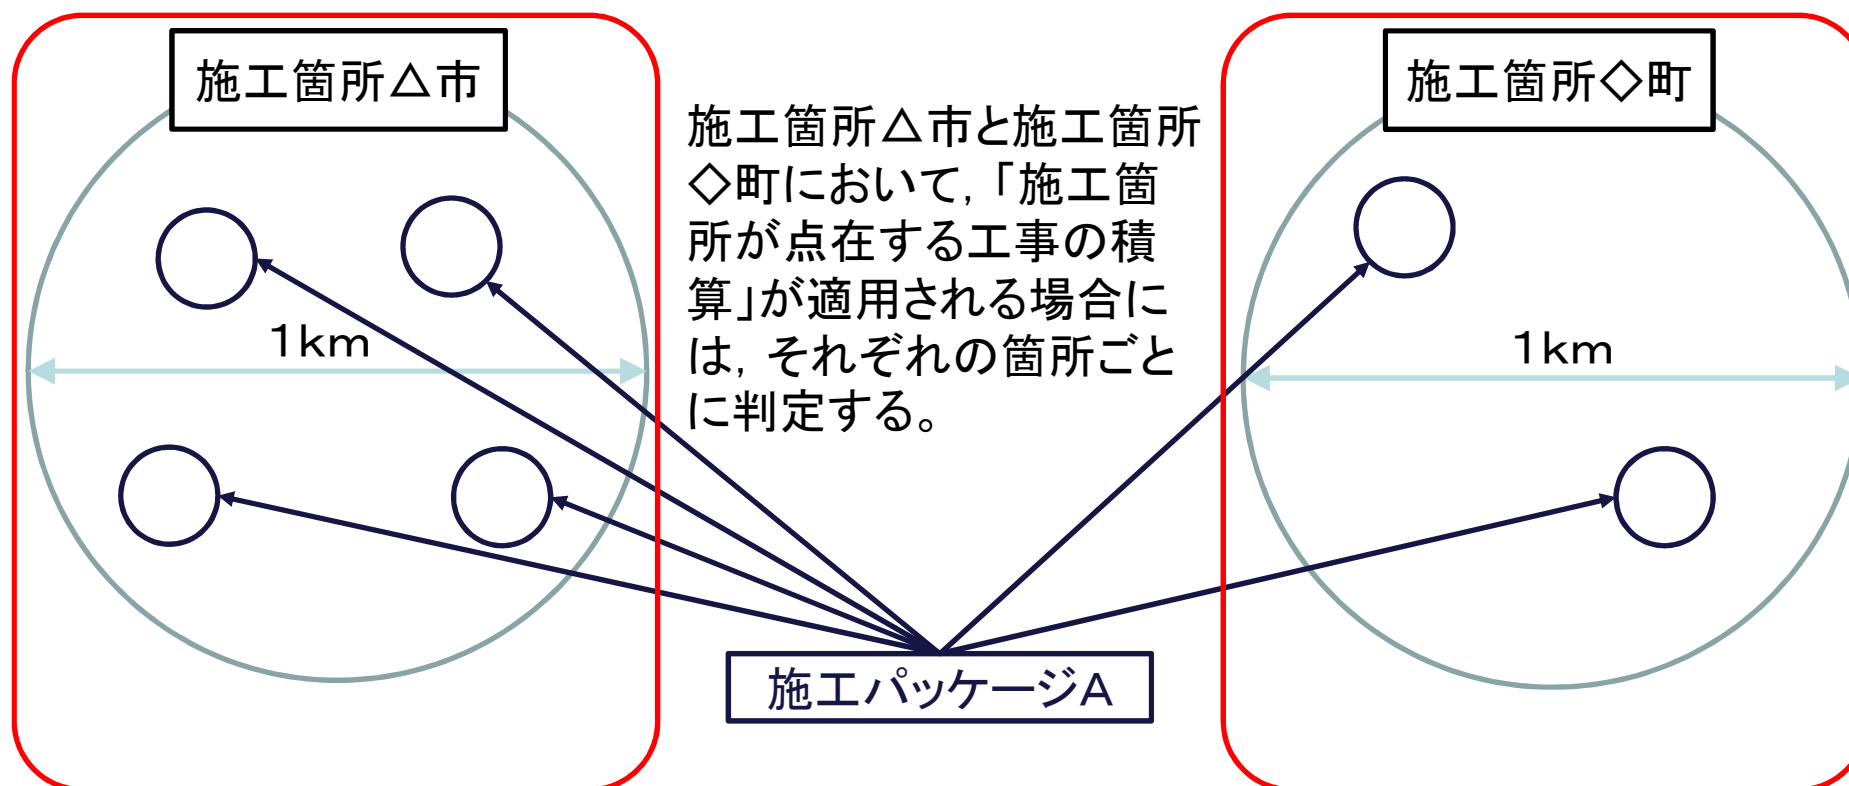 施工箇所△市
施工箇所△市と施工箇所
◇町において，「施工箇
所が点在する工事の積
算」が適用される場合に
は，それぞれの箇所ごと
に判定する。
施工箇所◇町
1km
1km
施工パッケージA